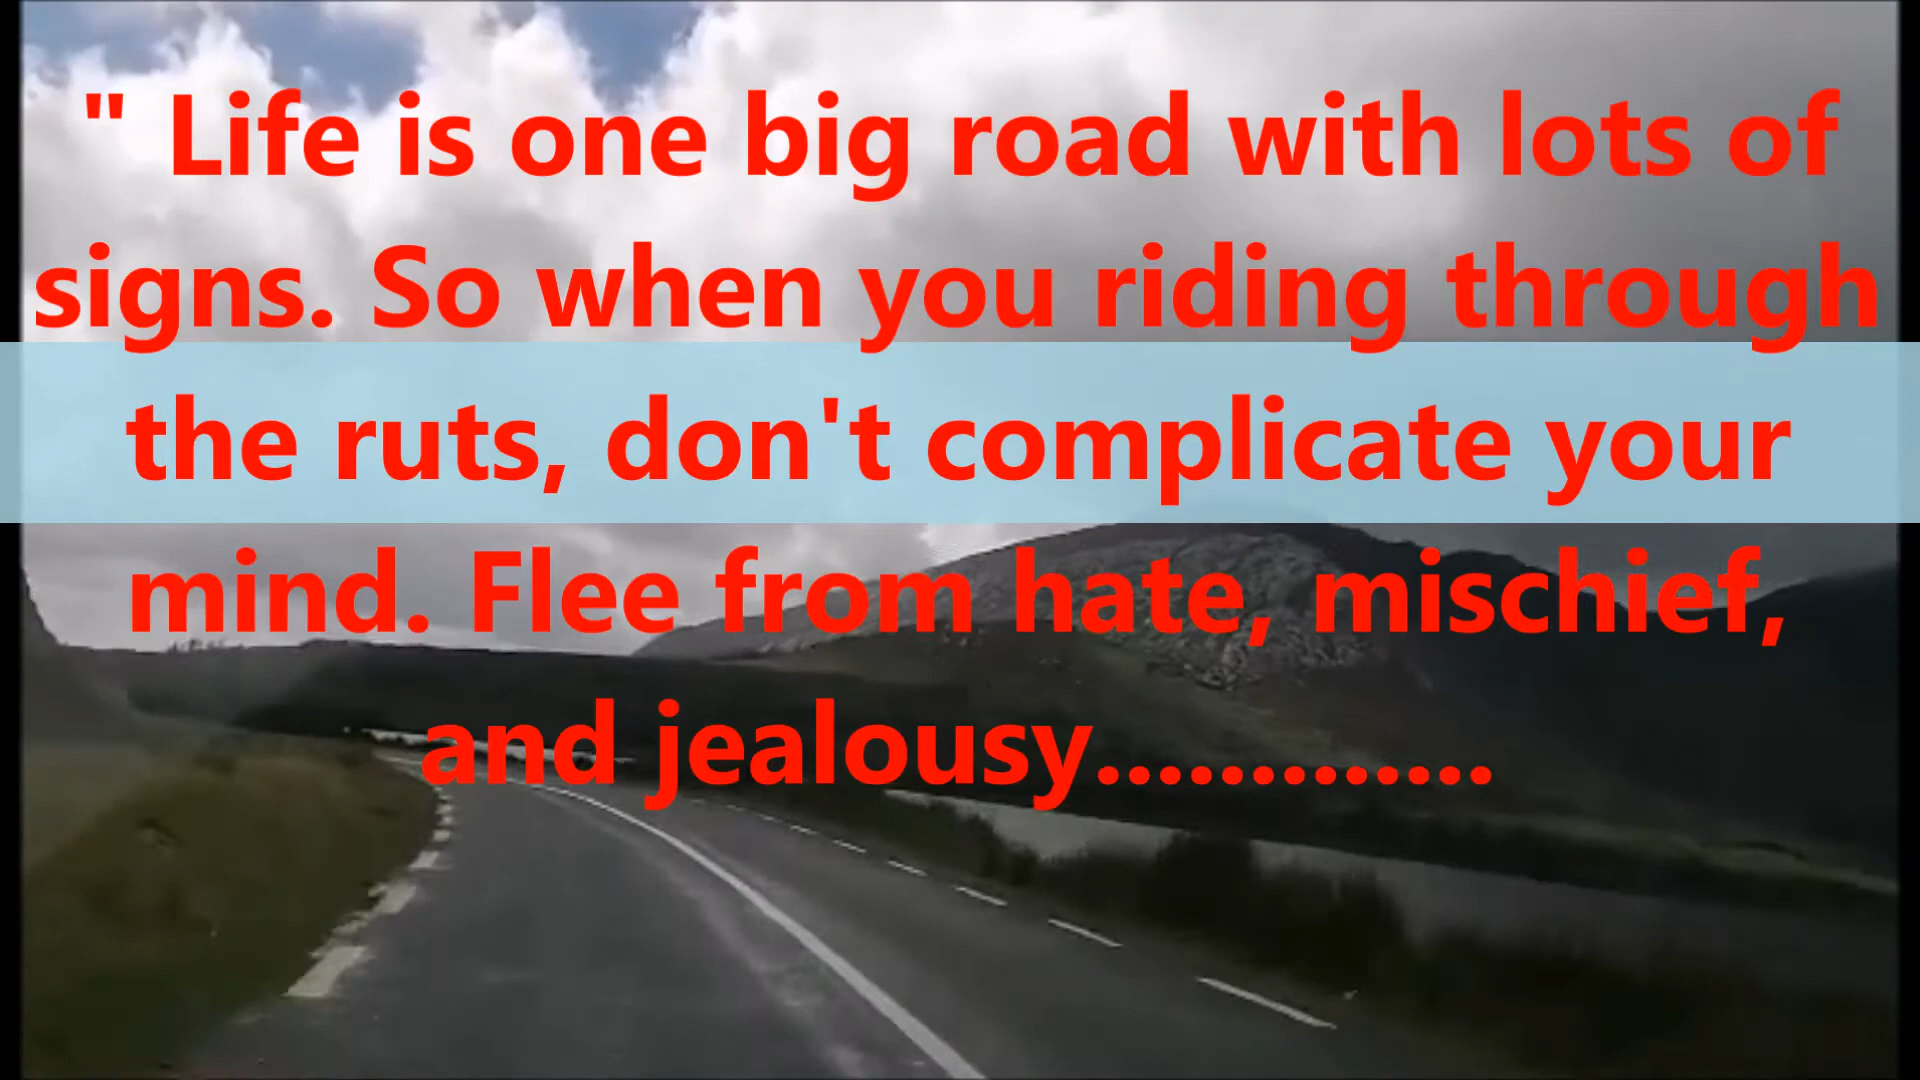 " Life is one big road with lots of
signs. So when you riding through
the ruts, don't complicate your
mind. Flee from hate, mischief,
and jealousy.............